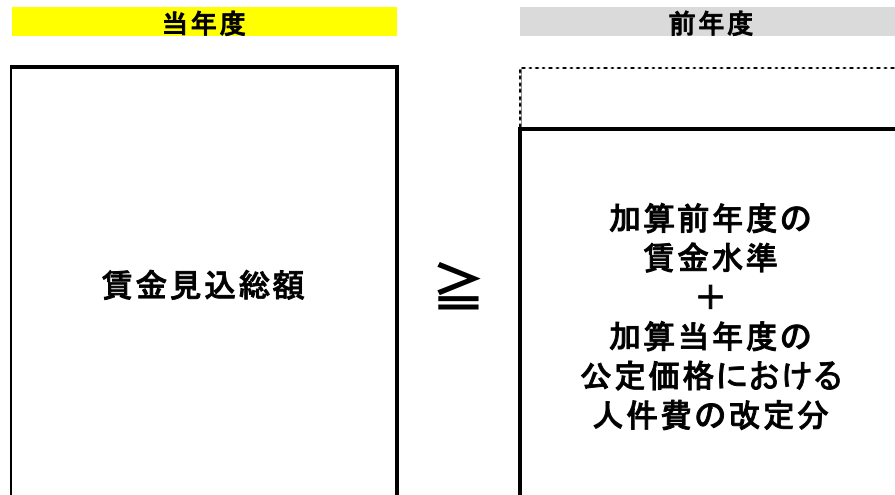 当年度
前年度
賃金見込総額
≧
加算前年度の
賃金水準
＋
加算当年度の
公定価格における
人件費の改定分